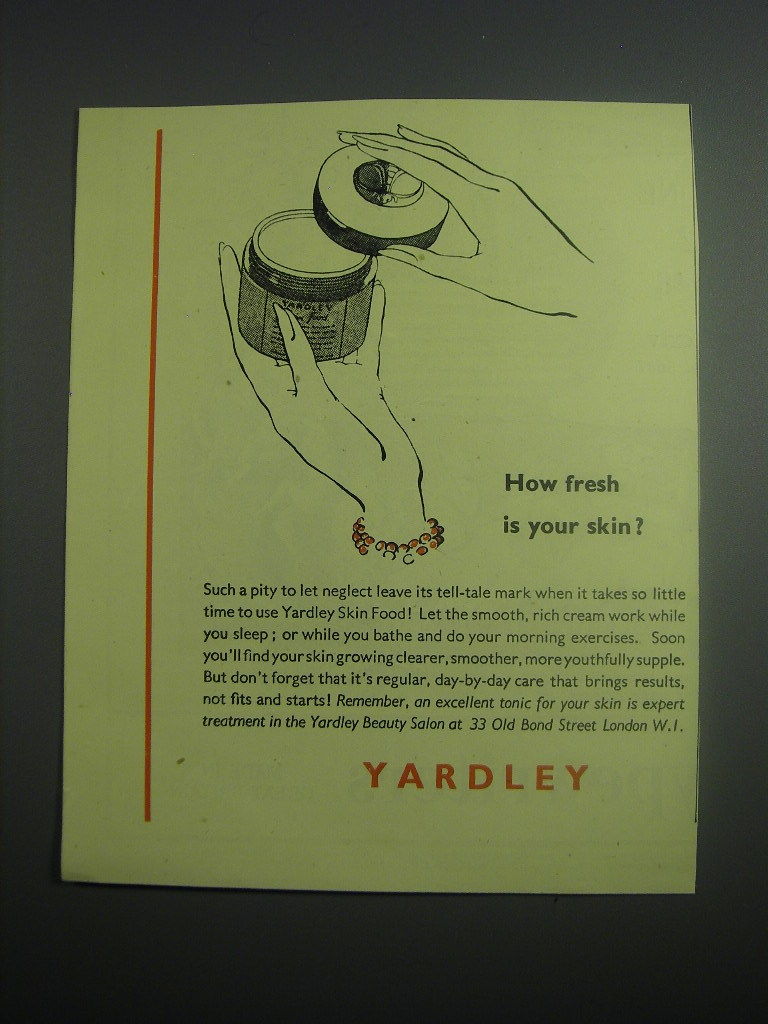 YARDLEY
food
How fresh
is your skin?
Such a pity to let neglect leave its tell-tale mark when it takes so little
time to use Yardley Skin Food! Let the smooth, rich cream work while
you sleep; or while you bathe and do your morning exercises. Soon
you'll find your skin growing clearer, smoother, more youthfully supple.
But don't forget that it's regular, day-by-day care that brings results,
not fits and starts! Remember, an excellent tonic for your skin is expert
treatment in the Yardley Beauty Salon at 33 Old Bond Street London W.1.
YARDLEY